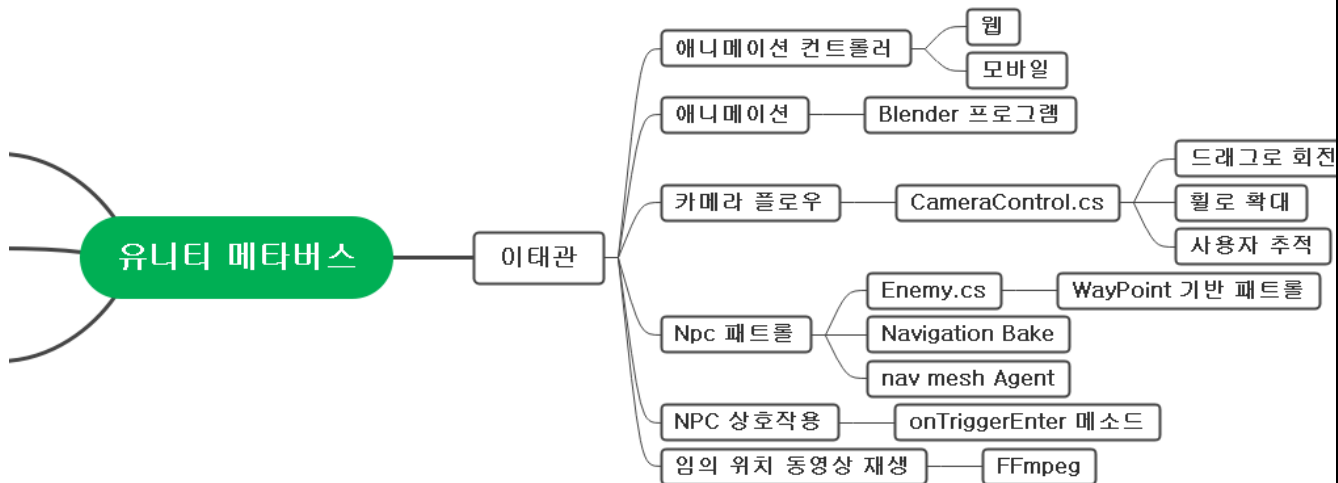 유니티 메타버스
이태관
애니메이션 컨트롤러
웹
모바일
애니메이션
Blender 프로그램
카메라 플로우
CameraControl.cs
드래그로 회전
휠로 확대
사용자 추적
Npc 패트롤
Enemy.cs
WayPoint 기반 패트롤
Navigation Bake
nav mesh Agent
NPC 상호작용
onTriggerEnter 메소드
임의 위치 동영상 재생
FFmpeg